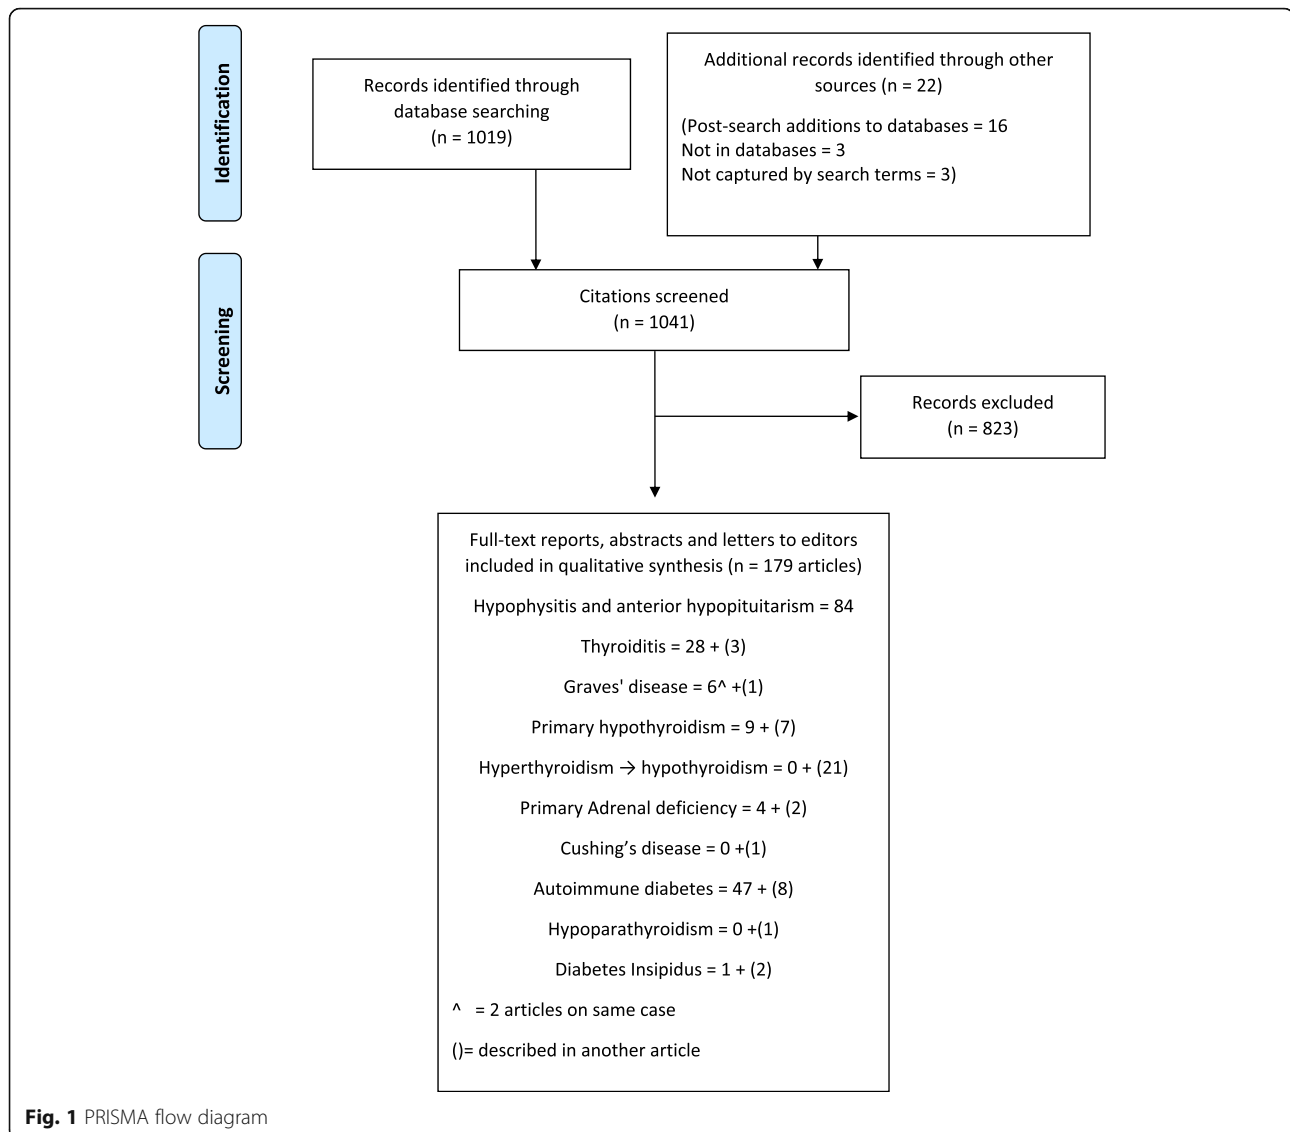 Identification
Records identified through
database searching
(n = 1019)
Additional records identified through other
sources (n = 22)
(Post-search additions to databases = 16
Not in databases = 3
Not captured by search terms = 3)
Screening
Citations screened
(n = 1041)
Records excluded
(n = 823)
Full-text reports, abstracts and letters to editors
included in qualitative synthesis (n = 179 articles)
Hypophysitis and anterior hypopituitarism = 84
Thyroiditis = 28 + (3)
Graves' disease = 6^ +(1)
Primary hypothyroidism = 9 + (7)
Hyperthyroidism → hypothyroidism = 0 + (21)
Primary Adrenal deficiency = 4 + (2)
Cushing’s disease = 0 +(1)
Autoimmune diabetes = 47 + (8)
Hypoparathyroidism = 0 +(1)
Diabetes Insipidus = 1 + (2)
^ = 2 articles on same case
()= described in another article
Fig. 1 PRISMA flow diagram